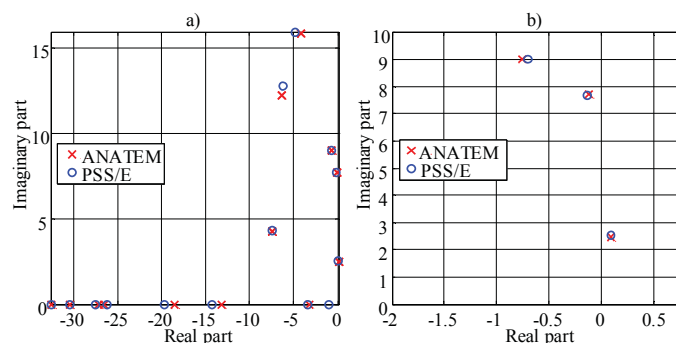 a)
Imaginary part
15
10
5
0
ANATEM
PSS/E
-30 -25 -20 -15 -10 -5 0
Real part
b)
Imaginary part
10
9
8
7
6
5
4
3
2
1
0
ANATEM
PSS/E
-2 -1.5 -1 -0.5 0 0.5
Real part